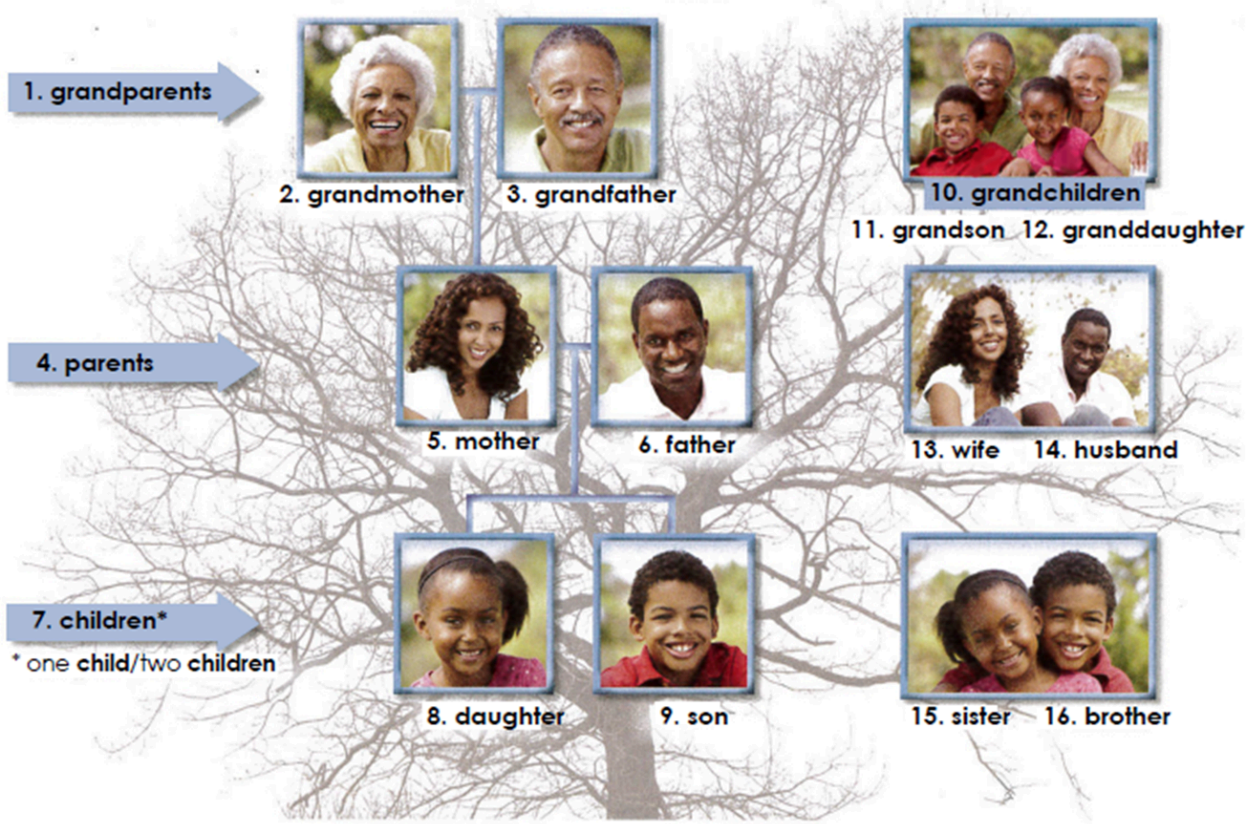 1. grandparents
2. grandmother
3. grandfather
10. grandchildren
11. grandson 12. granddaughter
4. parents
5. mother
6. father
13. wife 14. husband
7. children*
* one child/two children
8. daughter
9. son
15. sister 16. brother